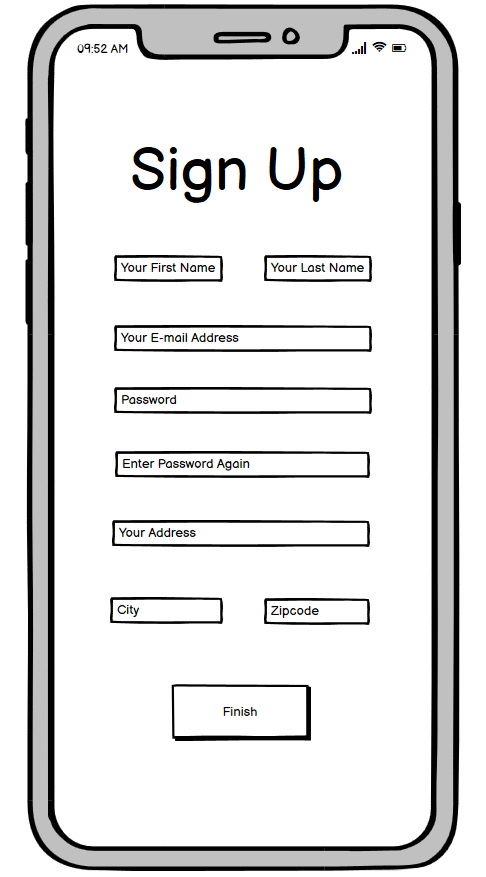 09:52 AM
Sign Up
Your First Name Your Last Name
Your E-mail Address
Password
Enter Password Again
Your Address
City Zipcode
Finish